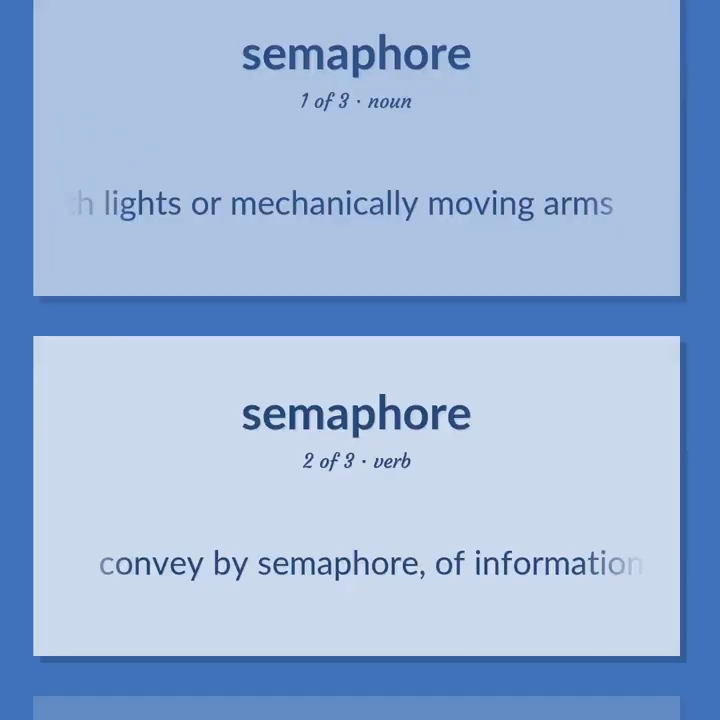 semaphore
1 of 3 · noun
lights or mechanically moving arms
semaphore
2 of 3 · verb
convey by semaphore, of information